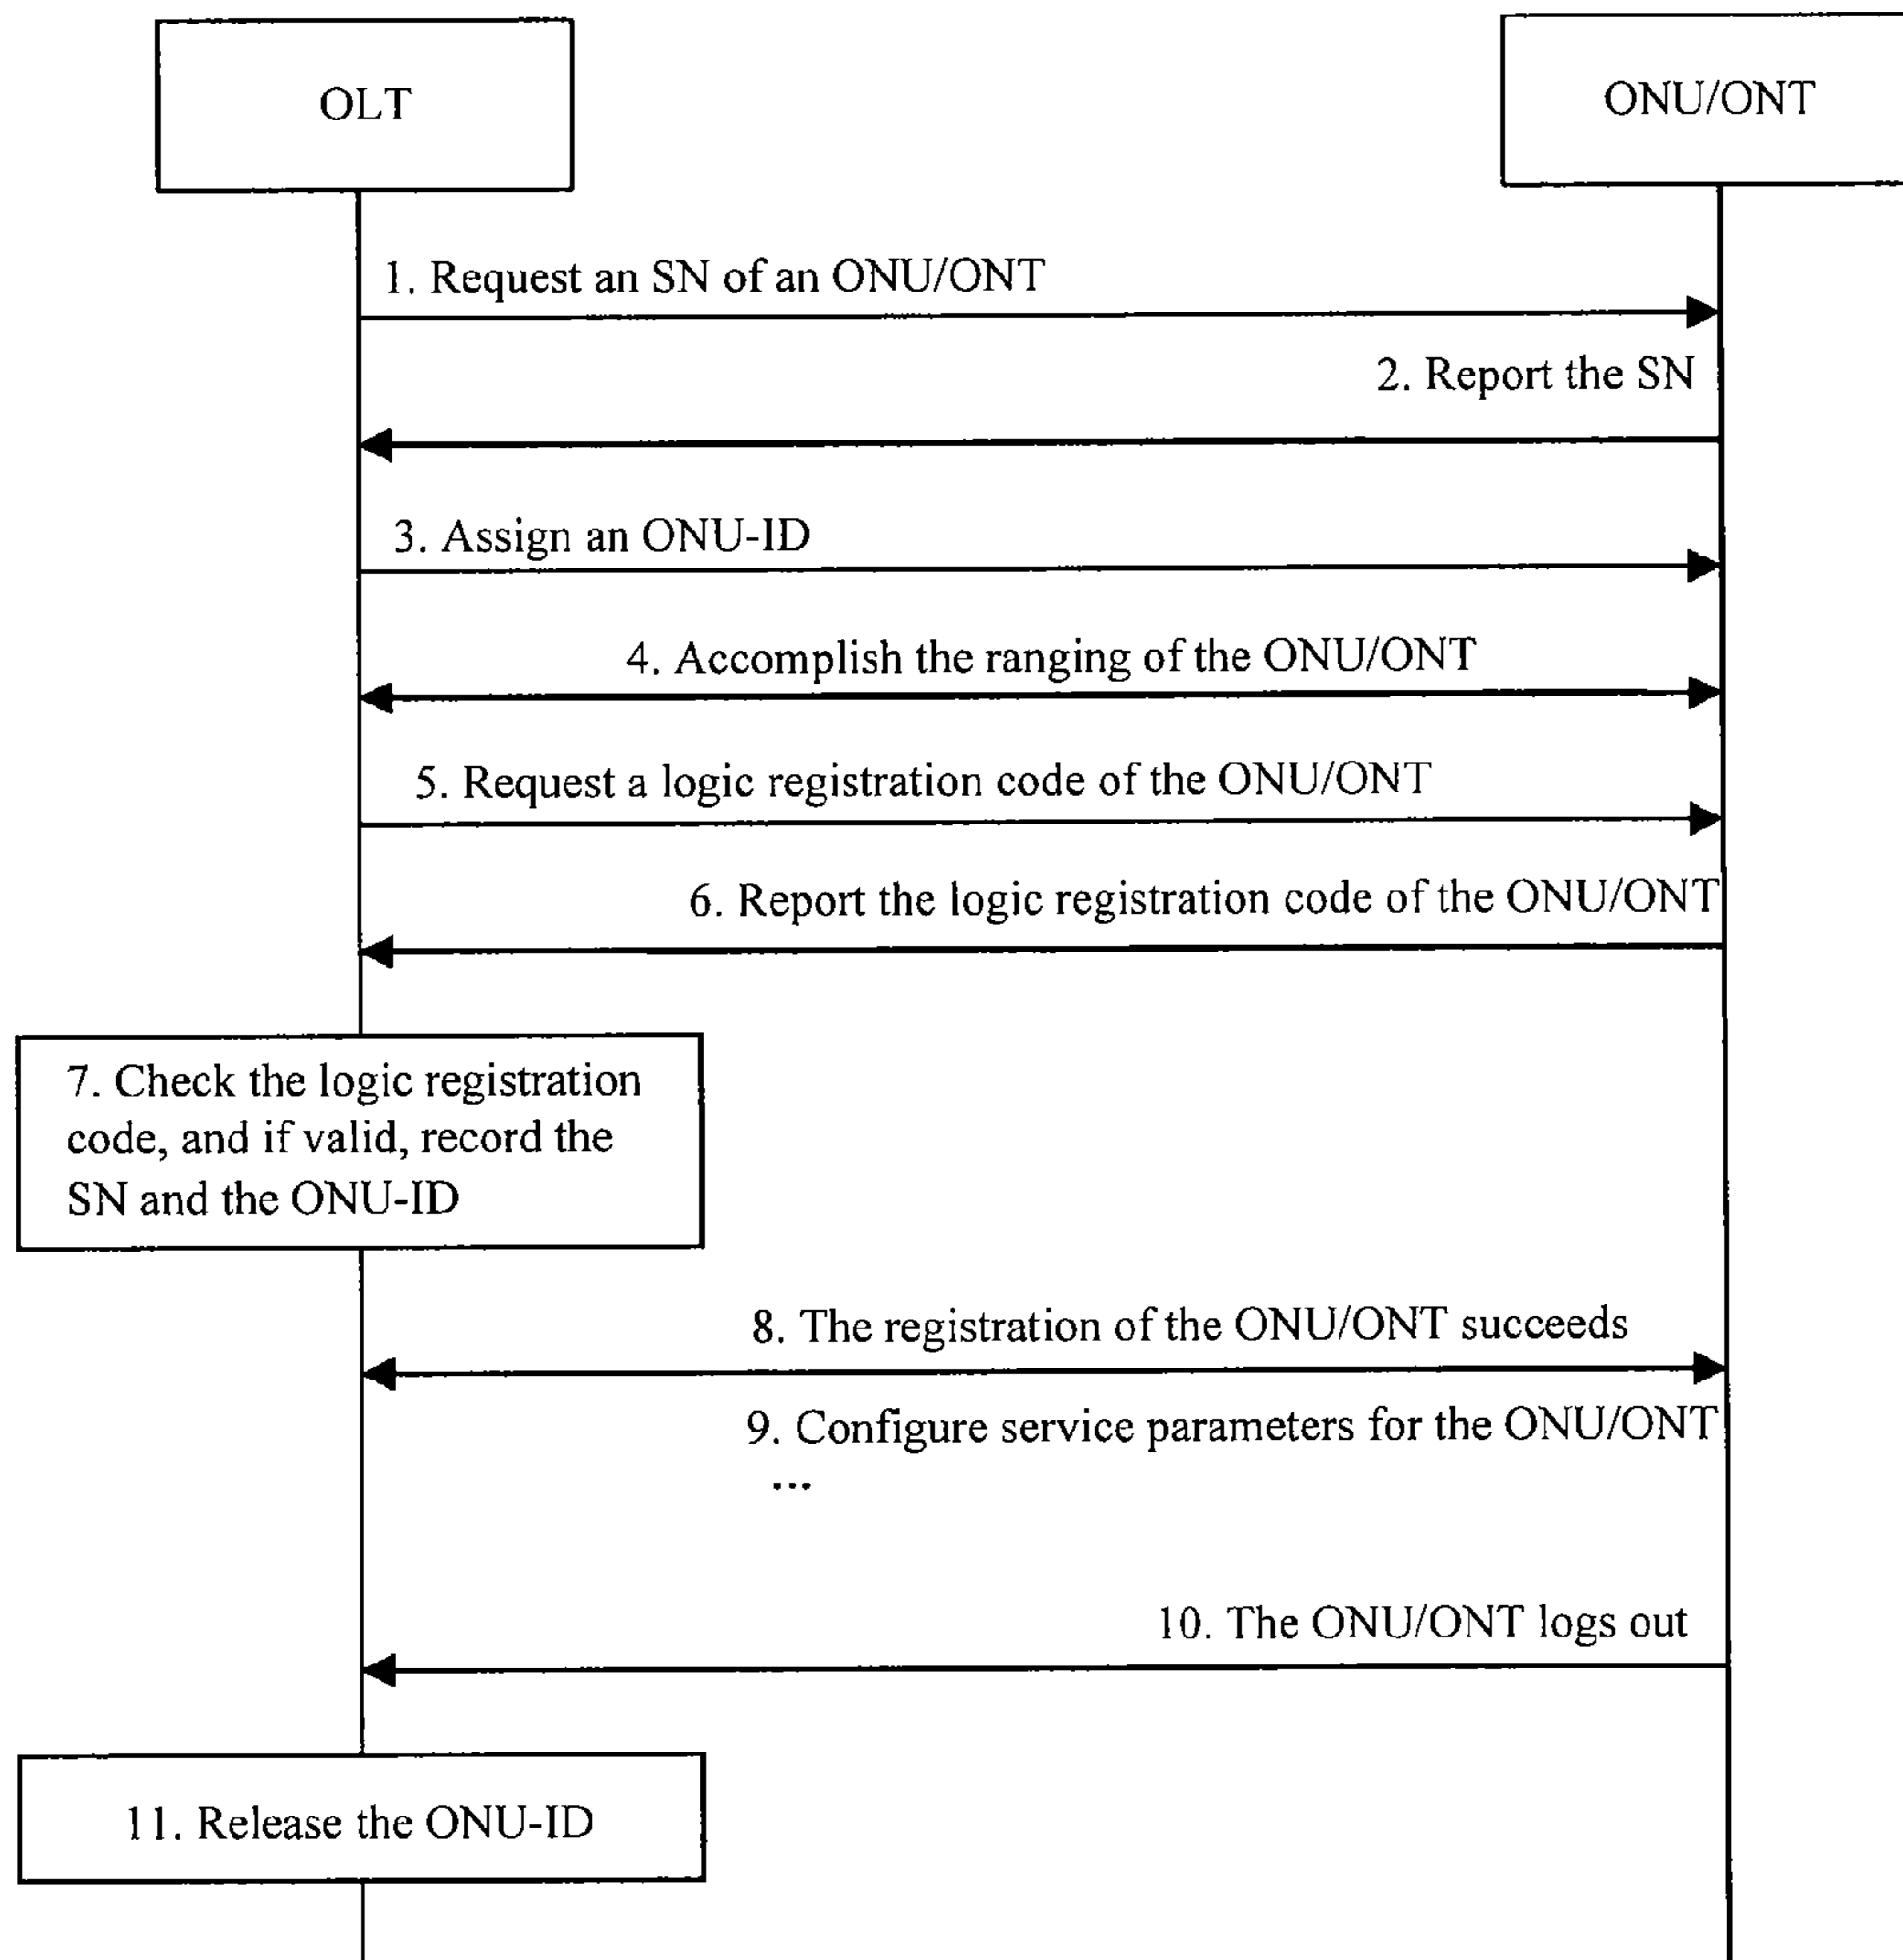 OLT
ONU/ONT
1. Request an SN of an ONU/ONT
2. Report the SN
3. Assign an ONU-ID
4. Accomplish the ranging of the ONU/ONT
5. Request a logic registration code of the ONU/ONT
6. Report the logic registration code of the ONU/ONT
7. Check the logic registration
code, and if valid, record the
SN and the ONU-ID
8. The registration of the ONU/ONT succeeds
9. Configure service parameters for the ONU/ONT
...
10. The ONU/ONT logs out
11. Release the ONU-ID